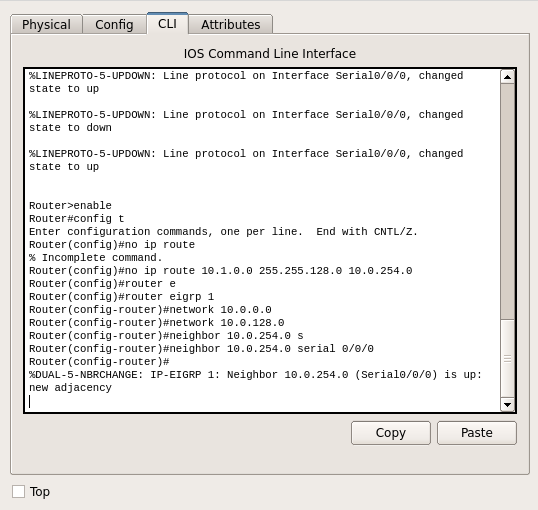 Physical Config CLI Attributes
IOS Command Line Interface
%LINEPROTO-5-UPDOWN: Line protocol on Interface Serial0/0/0, changed
state to up
%LINEPROTO-5-UPDOWN: Line protocol on Interface Serial0/0/0, changed
state to down
%LINEPROTO-5-UPDOWN: Line protocol on Interface Serial0/0/0, changed
state to up
Router>enable
Router#config t
Enter configuration commands, one per line.  End with CNTL/Z.
Router(config)#no ip route
% Incomplete command.
Router(config)#no ip route 10.1.0.0 255.255.128.0 10.0.254.0
Router(config)#router e
Router(config)#router eigrp 1
Router(config-router)#network 10.0.0.0
Router(config-router)#network 10.0.128.0
Router(config-router)#neighbor 10.0.254.0 s
Router(config-router)#neighbor 10.0.254.0 serial 0/0/0
Router(config-router)#
%DUAL-5-NBRCHANGE: IP-EIGRP 1: Neighbor 10.0.254.0 (Serial0/0/0) is up:
new adjacency
Copy Paste
Top